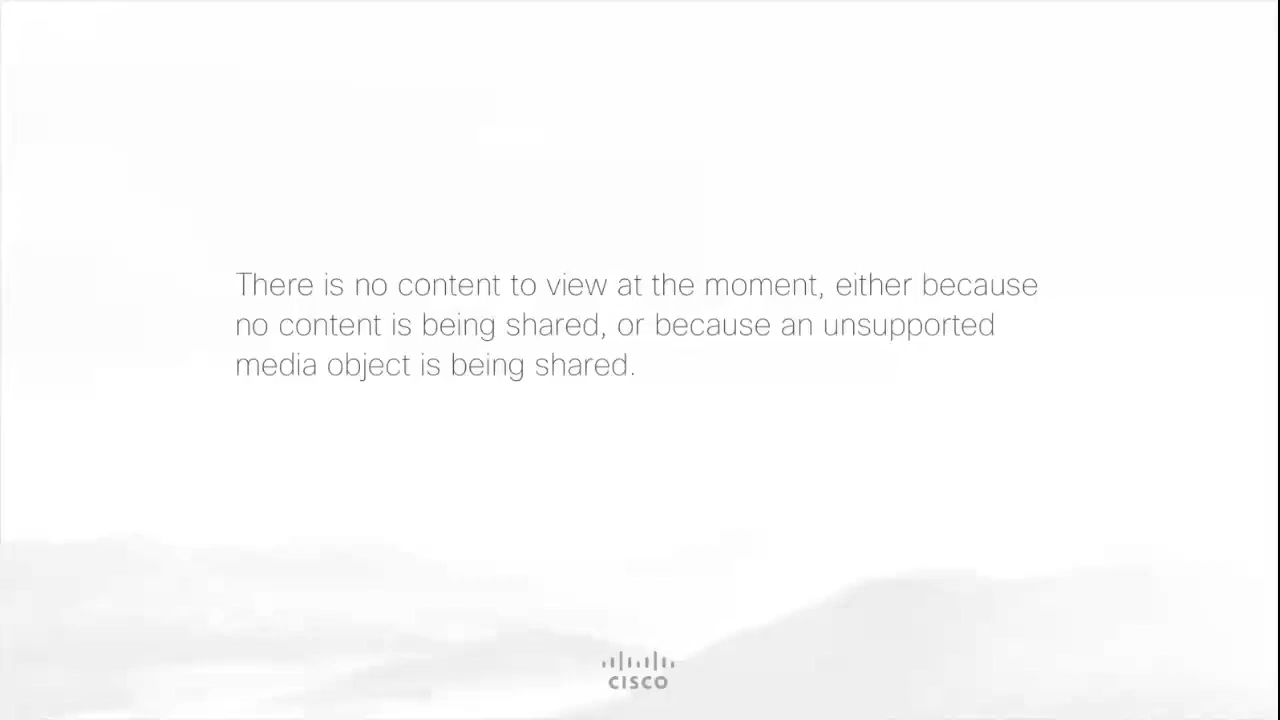 There is no content to view at the moment, either because
no content is being shared, or because an unsupported
media object is being shared.
CISCO